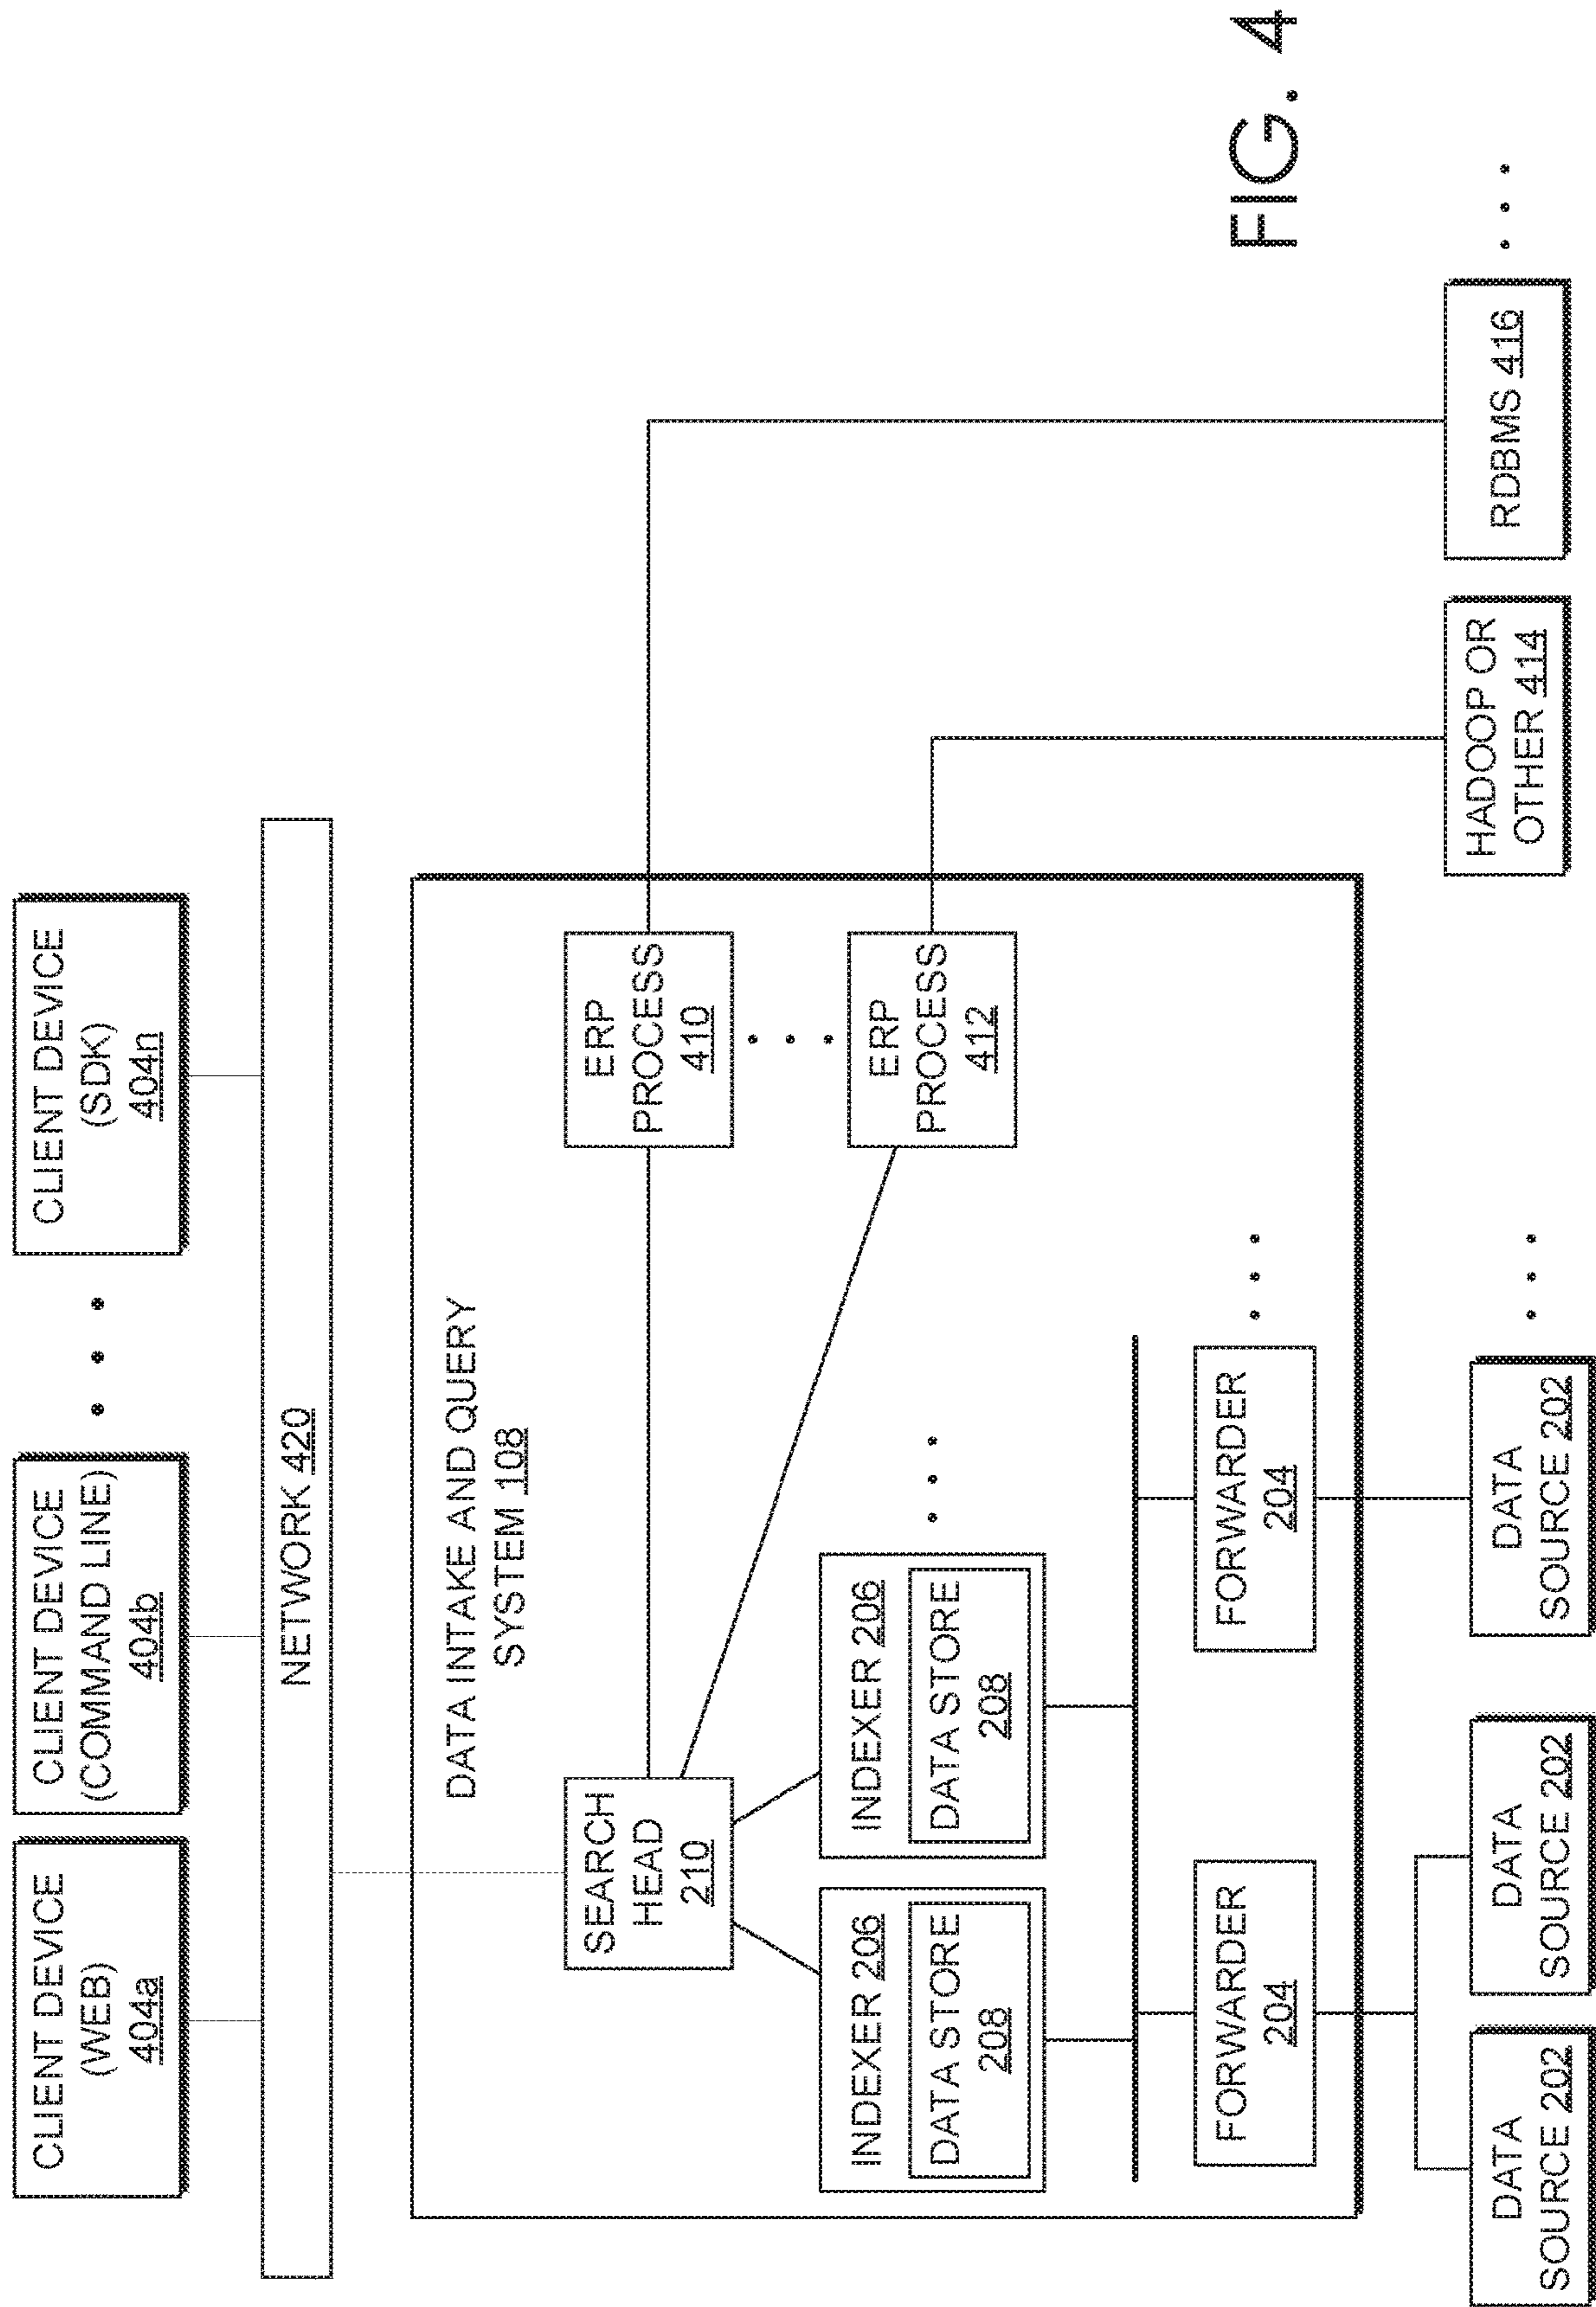 CLIENT DEVICE
(WEB)
404a
CLIENT DEVICE
(COMMAND LINE)
404b
CLIENT DEVICE
(SDK)
404n
NETWORK 420
DATA INTAKE AND QUERY
SYSTEM 108
SEARCH
HEAD
210
ERP
PROCESS
410
ERP
PROCESS
412
INDEXER 206
DATA STORE
208
INDEXER 206
DATA STORE
208
FORWARDER
204
FORWARDER
204
DATA
SOURCE 202
DATA
SOURCE 202
DATA
SOURCE 202
HADOOP OR
OTHER 414
RDBMS 416
FIG. 4